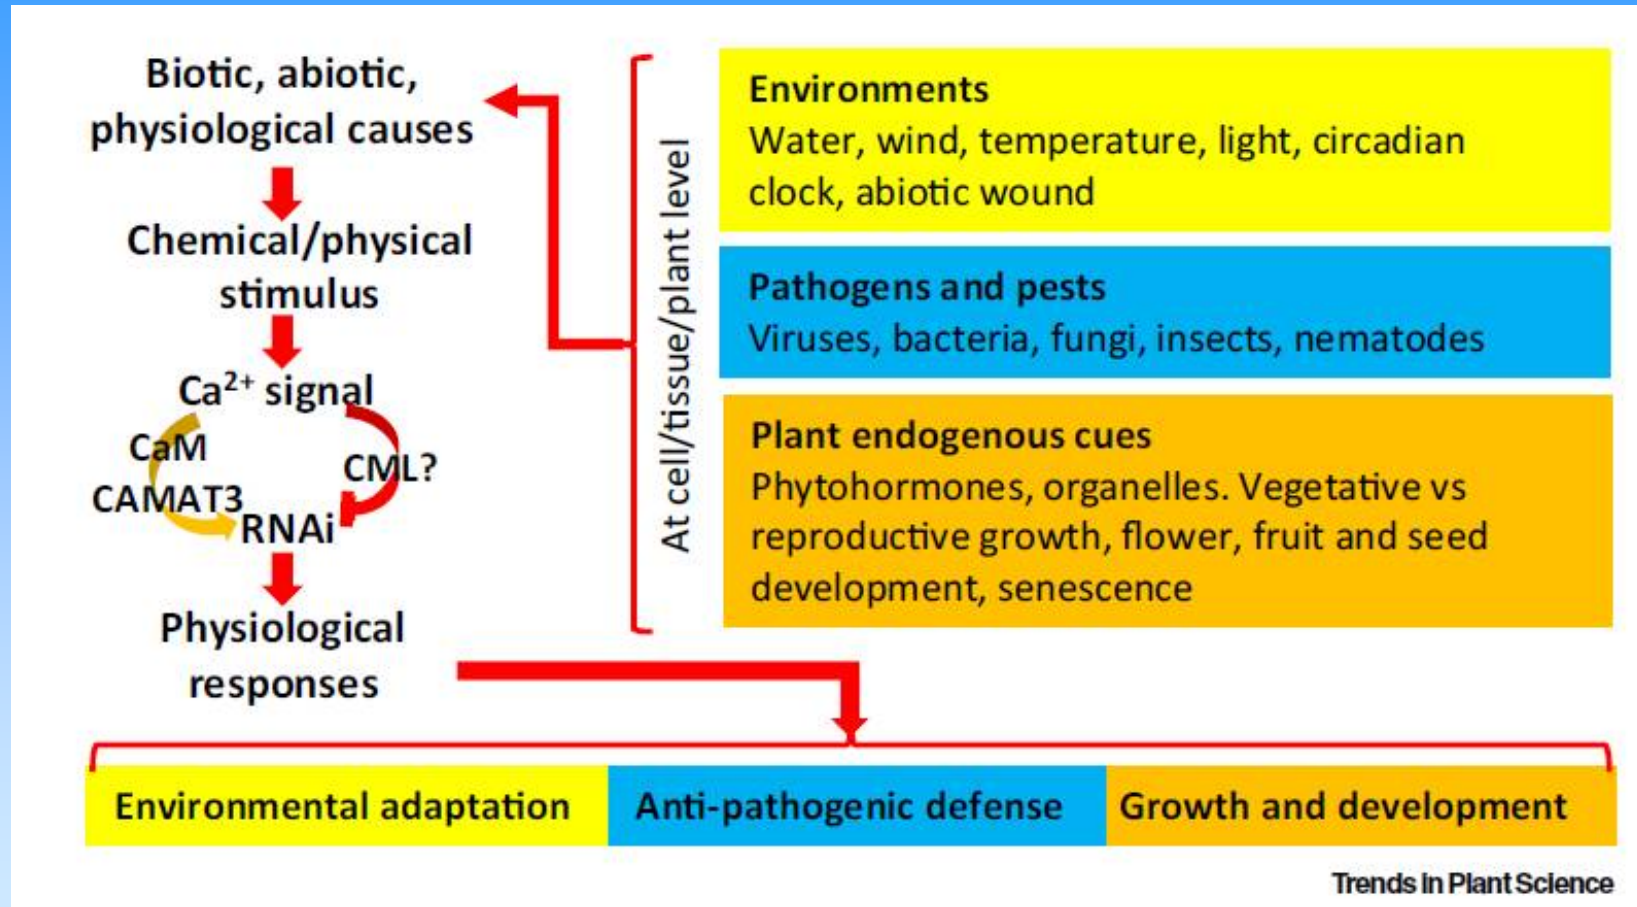 Biotic, abiotic,
physiological causes
Chemical/physical
stimulus
Ca²⁺ signal
CaM
CML?
CAMAT3
RNAi
Physiological
responses
At cell/tissue/plant level
Environments
Water, wind, temperature, light, circadian
clock, abiotic wound
Pathogens and pests
Viruses, bacteria, fungi, insects, nematodes
Plant endogenous cues
Phytohormones, organelles. Vegetative vs
reproductive growth, flower, fruit and seed
development, senescence
Environmental adaptation
Anti-pathogenic defense
Growth and development
Trends in Plant Science